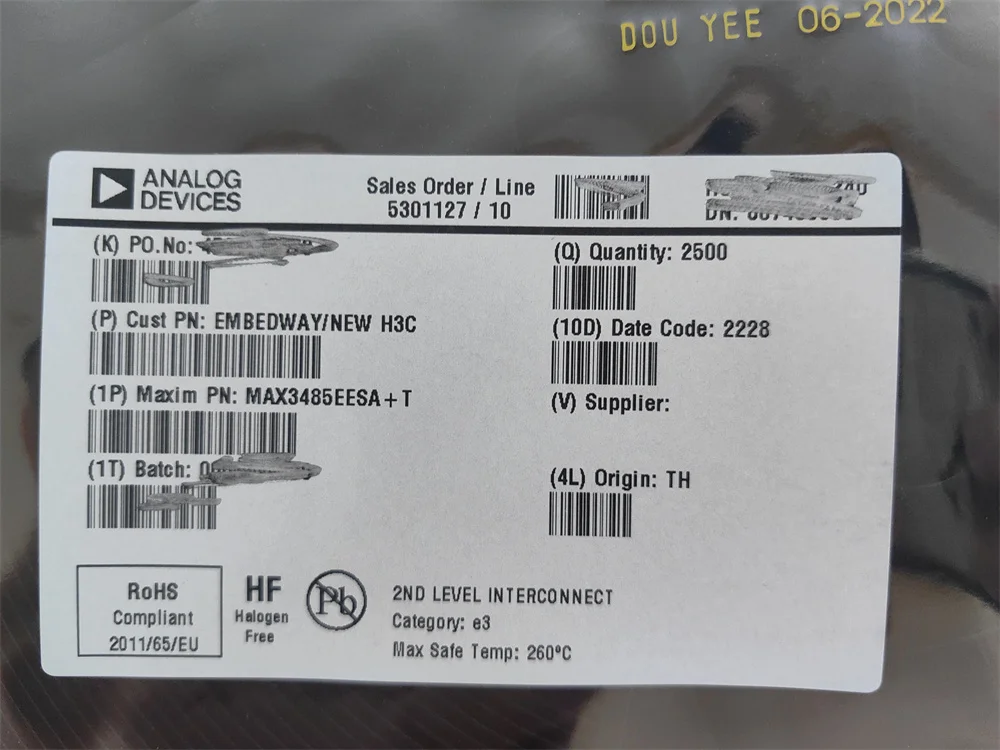 DOU YEE 06-2022
ANALOG
DEVICES
Sales Order / Line
5301127 / 10
DN:
(K) PO.No:
(Q) Quantity: 2500
(P) Cust PN: EMBEDWAY/NEW H3C
(10D) Date Code: 2228
(1P) Maxim PN: MAX3485EESA+T
(V) Supplier:
(1T) Batch:
(4L) Origin: TH
RoHS
Compliant
2011/65/EU
HF
Halogen
Free
Pb
2ND LEVEL INTERCONNECT
Category: e3
Max Safe Temp: 260°C